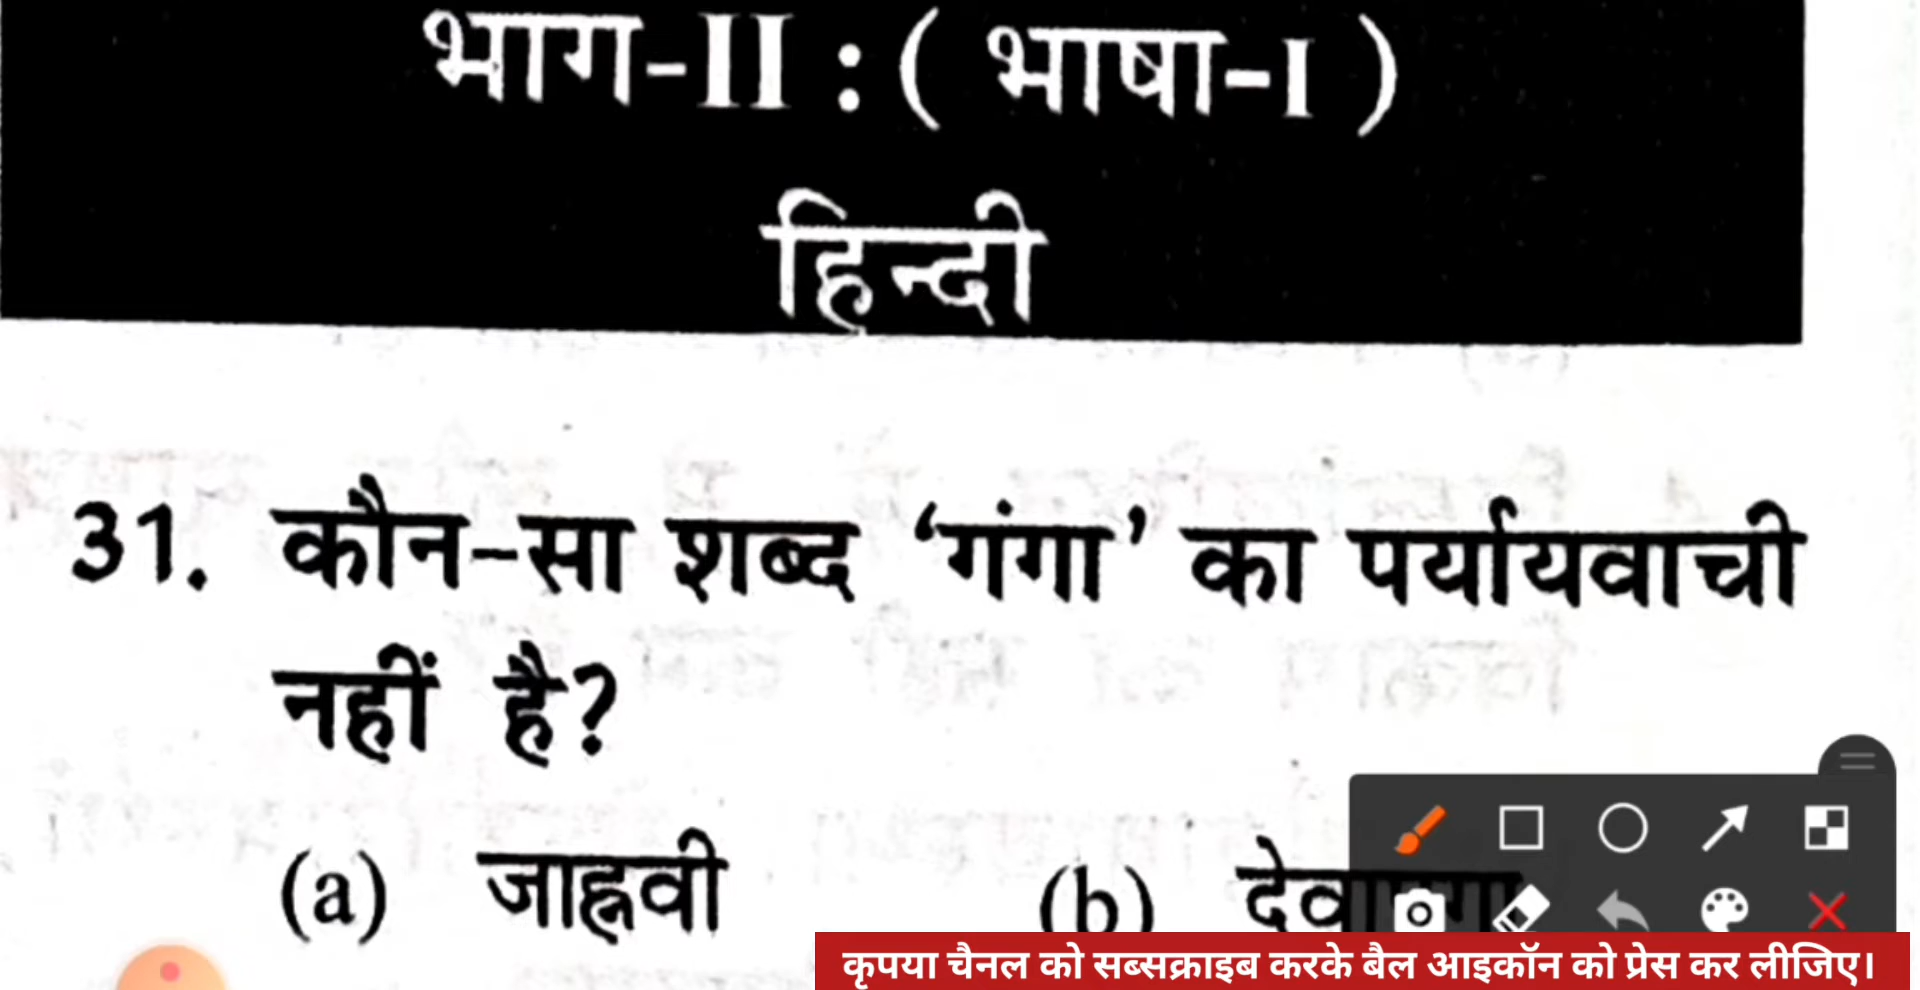 भाग-II : ( भाषा-I )
हिन्दी
31. कौन-सा शब्द ‘गंगा’ का पर्यायवाची
नहीं है?
(a) जाह्नवी (b)
कृपया चैनल को सब्सक्राइब करके बैल आइकॉन को प्रेस कर लीजिए।